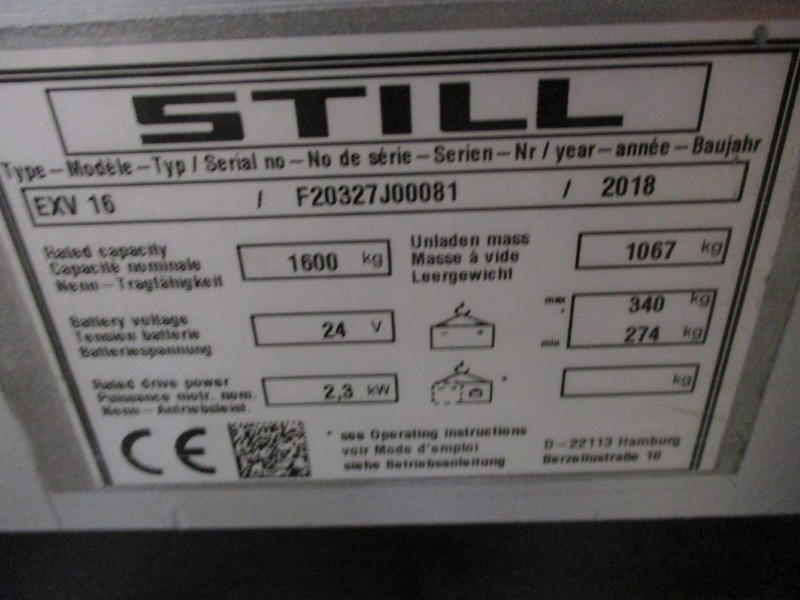 STILL
Type – Modèle – Typ / Serial no – No de série – Serien – Nr / year – année – Baujahr
EXV 16 / F20327J00081 / 2018
Rated capacity
Capacité nominale
Nenn – Tragfähigkeit
1600 kg
Unladen mass
Masse à vide
Leergewicht
1067 kg
Battery voltage
Tension batterie
Batteriespannung
24 V
max * 340 kg
min 274 kg
Rated drive power
Puissance motr. nom.
Nenn – Antriebsleist.
2,3 kW
* kg
CE
* see Operating instructions
voir Mode d'emploi
siehe Betriebsanleitung
D – 22113 Hamburg
Berzeliusstraße 10